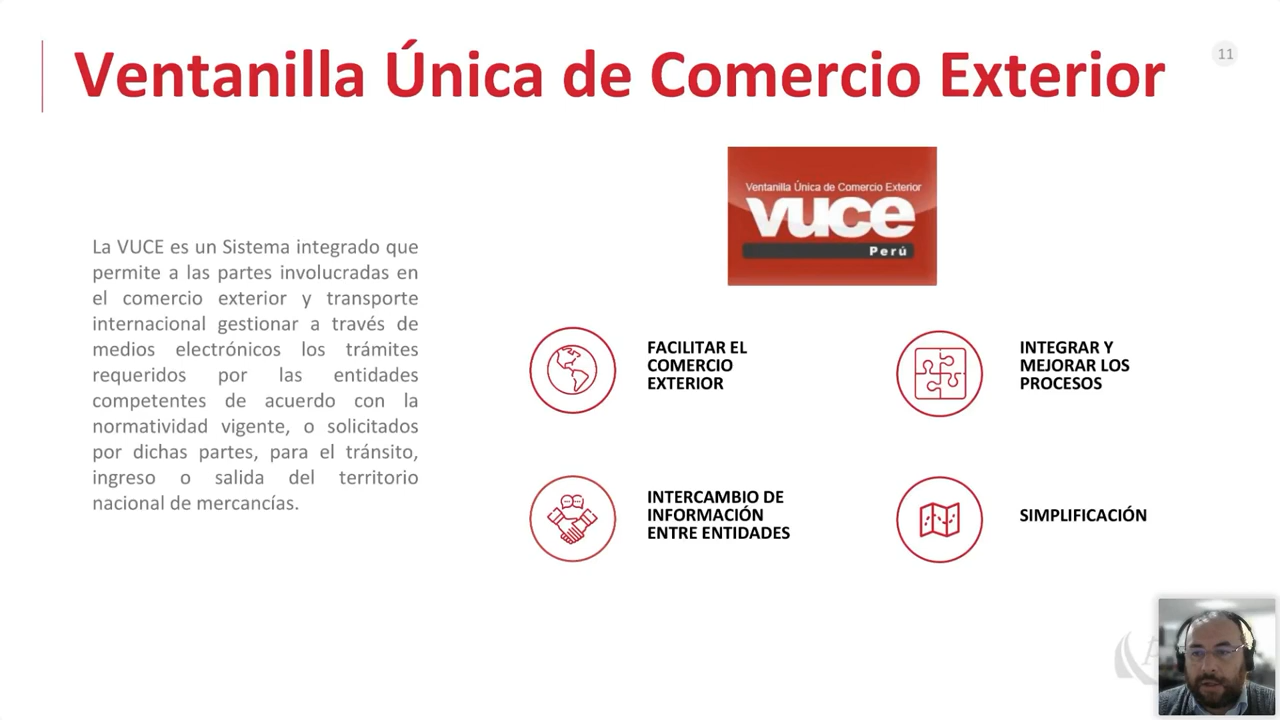 Ventanilla Única de Comercio Exterior
11
Ventanilla Única de Comercio Exterior
vuce
Perú
La VUCE es un Sistema integrado que
permite a las partes involucradas en
el comercio exterior y transporte
internacional gestionar a través de
medios electrónicos los trámites
requeridos por las entidades
competentes de acuerdo con la
normatividad vigente, o solicitados
por dichas partes, para el tránsito,
ingreso o salida del territorio
nacional de mercancías.
FACILITAR EL
COMERCIO
EXTERIOR
INTEGRAR Y
MEJORAR LOS
PROCESOS
INTERCAMBIO DE
INFORMACIÓN
ENTRE ENTIDADES
SIMPLIFICACIÓN